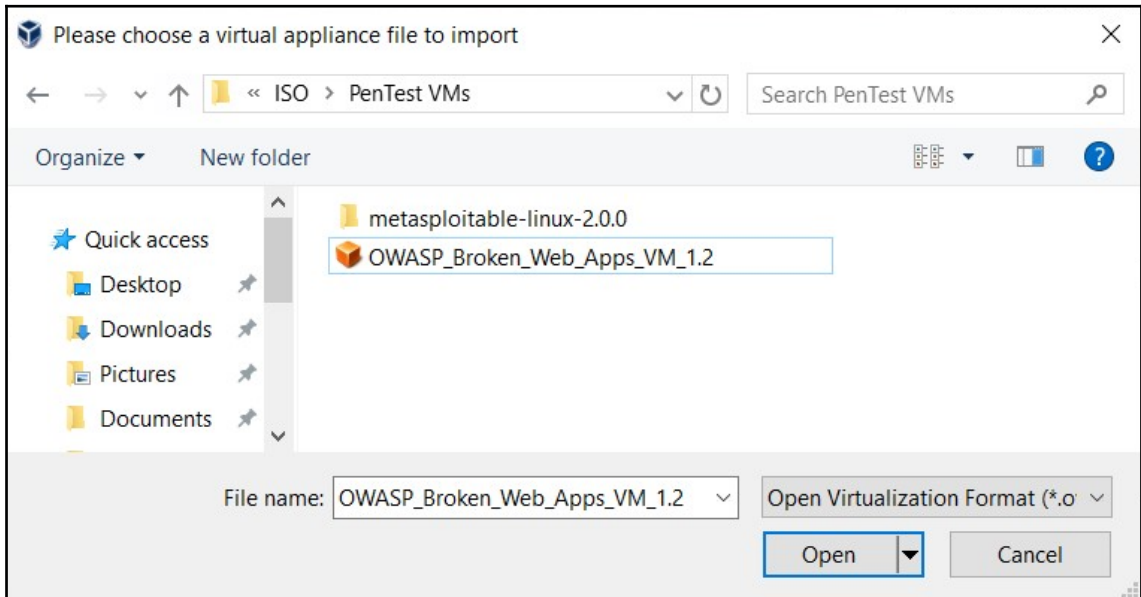 Please choose a virtual appliance file to import
« ISO > PenTest VMs
Search PenTest VMs
Organize
New folder
?
metasploitable-linux-2.0.0
Quick access
OWASP_Broken_Web_Apps_VM_1.2
Desktop
Downloads
Pictures
Documents
File name: OWASP_Broken_Web_Apps_VM_1.2
Open Virtualization Format (*.o
Open
Cancel